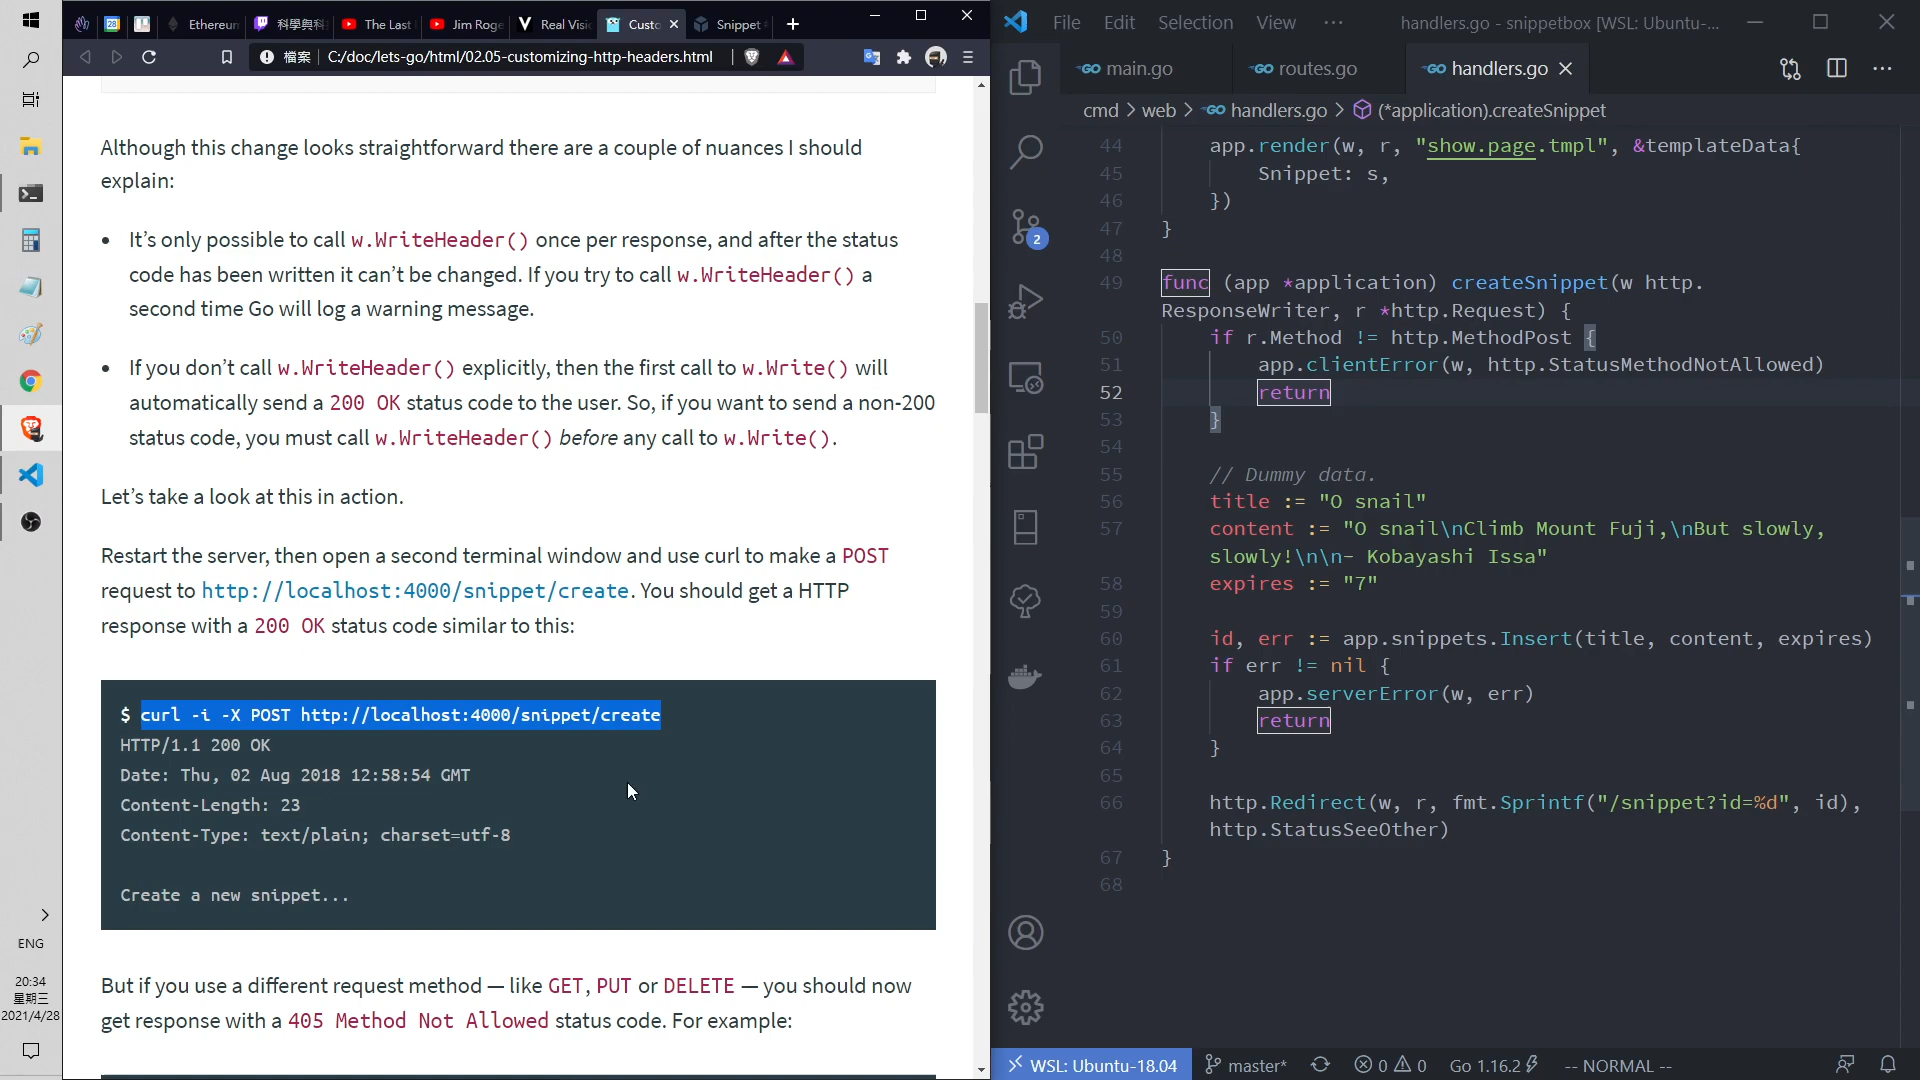 Ethereun
科學與科
The Last
Jim Roge
Real Visi
Custo
Snippet
檔案
C:/doc/lets-go/html/02.05-customizing-http-headers.html
Although this change looks straightforward there are a couple of nuances I should
explain:
• It’s only possible to call w.WriteHeader() once per response, and after the status
code has been written it can’t be changed. If you try to call w.WriteHeader() a
second time Go will log a warning message.
• If you don’t call w.WriteHeader() explicitly, then the first call to w.Write() will
automatically send a 200 OK status code to the user. So, if you want to send a non-200
status code, you must call w.WriteHeader() before any call to w.Write().
Let’s take a look at this in action.
Restart the server, then open a second terminal window and use curl to make a POST
request to http://localhost:4000/snippet/create. You should get a HTTP
response with a 200 OK status code similar to this:
$ curl -i -X POST http://localhost:4000/snippet/create
HTTP/1.1 200 OK
Date: Thu, 02 Aug 2018 12:58:54 GMT
Content-Length: 23
Content-Type: text/plain; charset=utf-8
Create a new snippet...
But if you use a different request method — like GET, PUT or DELETE — you should now
get response with a 405 Method Not Allowed status code. For example:
ENG
20:34
星期三
2021/4/28
File Edit Selection View ··· handlers.go - snippetbox [WSL: Ubuntu-...
main.go
routes.go
handlers.go
cmd > web > handlers.go > (*application).createSnippet
44 app.render(w, r, "show.page.tmpl", &templateData{
45 Snippet: s,
46 })
47 }
48
49 func (app *application) createSnippet(w http.
ResponseWriter, r *http.Request) {
50 if r.Method != http.MethodPost {
51 app.clientError(w, http.StatusMethodNotAllowed)
52 return
53 }
54
55 // Dummy data.
56 title := "O snail"
57 content := "O snail\nClimb Mount Fuji,\nBut slowly,
slowly!\n\n– Kobayashi Issa"
58 expires := "7"
59
60 id, err := app.snippets.Insert(title, content, expires)
61 if err != nil {
62 app.serverError(w, err)
63 return
64 }
65
66 http.Redirect(w, r, fmt.Sprintf("/snippet?id=%d", id),
http.StatusSeeOther)
67 }
68
2
WSL: Ubuntu-18.04 master* 0 0 Go 1.16.2 -- NORMAL --